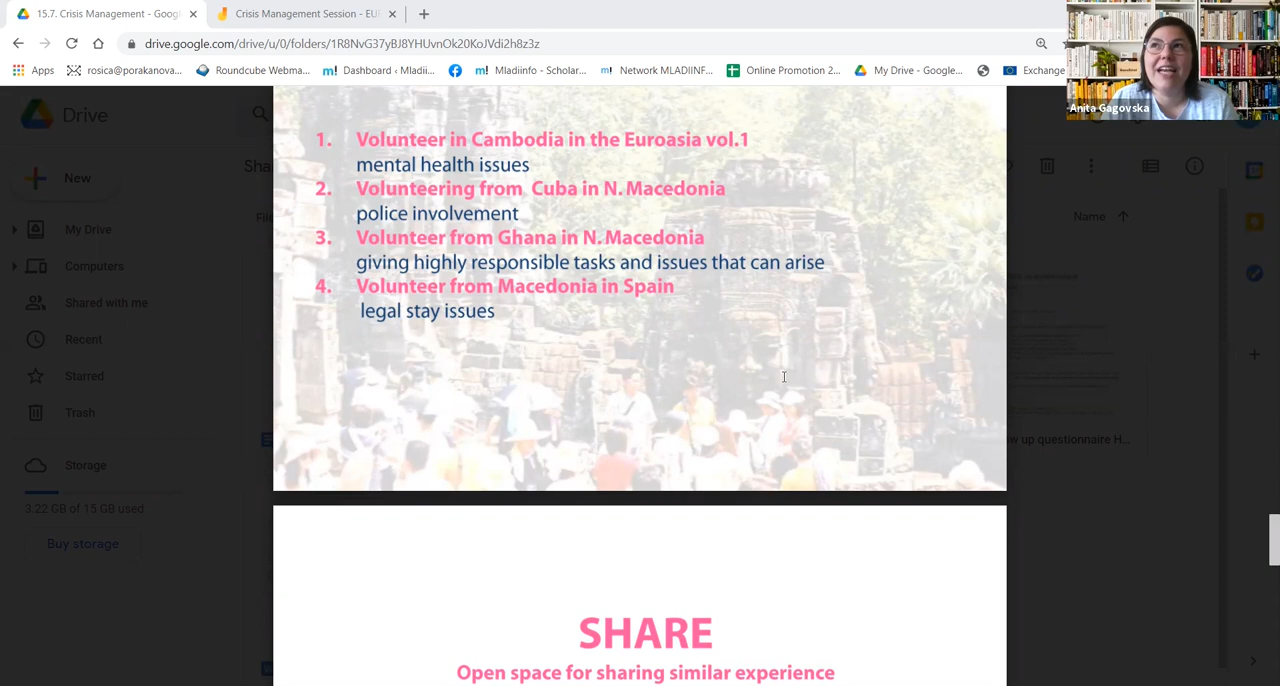 15.7. Crisis Management - Goog
Crisis Management Session - EUR
drive.google.com/drive/u/0/folders/1R8NvG37yBJ8YHUvnOk20KoJVdi2h8z3z
Apps
rosica@porakanova...
Roundcube Webma...
Dashboard ‹ Mladii...
Mladiinfo - Scholar...
Network MLADIINF...
Online Promotion 2...
My Drive - Google...
Exchange
Anita Gagovska
Drive
New
My Drive
Computers
Shared with me
Recent
Starred
Trash
Storage
3.22 GB of 15 GB used
Buy storage
Sha
Name
1. Volunteer in Cambodia in the Euroasia vol.1
mental health issues
2. Volunteering from Cuba in N. Macedonia
police involvement
3. Volunteer from Ghana in N. Macedonia
giving highly responsible tasks and issues that can arise
4. Volunteer from Macedonia in Spain
legal stay issues
ow up questionnaire H...
SHARE
Open space for sharing similar experience